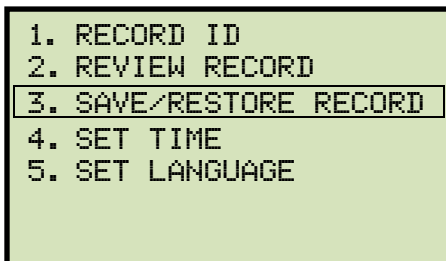 1. RECORD ID
2. REVIEW RECORD
3. SAVE/RESTORE RECORD
4. SET TIME
5. SET LANGUAGE